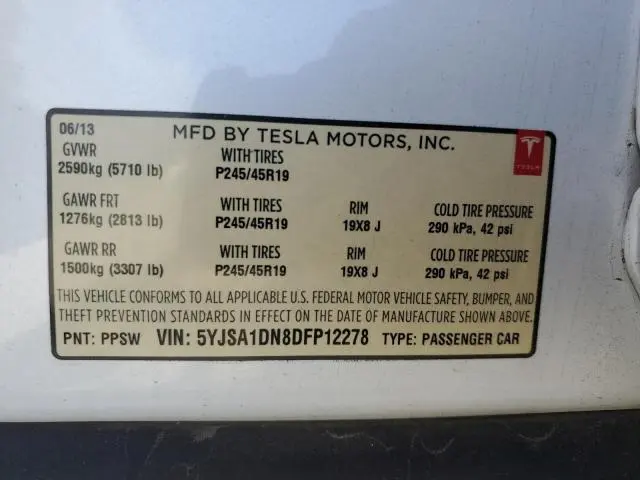 06/13 MFD BY TESLA MOTORS, INC.
GVWR WITH TIRES
2590kg (5710 lb) P245/45R19
TESLA
GAWR FRT WITH TIRES RIM COLD TIRE PRESSURE
1276kg (2813 lb) P245/45R19 19X8 J 290 kPa, 42 psi
GAWR RR WITH TIRES RIM COLD TIRE PRESSURE
1500kg (3307 lb) P245/45R19 19X8 J 290 kPa, 42 psi
THIS VEHICLE CONFORMS TO ALL APPLICABLE U.S. FEDERAL MOTOR VEHICLE SAFETY, BUMPER, AND
THEFT PREVENTION STANDARDS IN EFFECT ON THE DATE OF MANUFACTURE SHOWN ABOVE.
PNT: PPSW VIN: 5YJSA1DN8DFP12278 TYPE: PASSENGER CAR